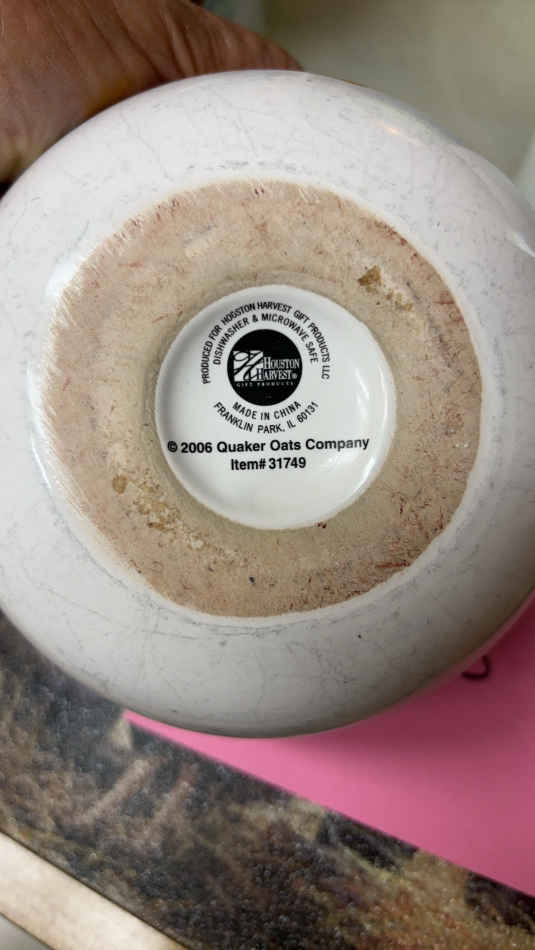 PRODUCED FOR HOUSTON HARVEST GIFT PRODUCTS LLC
DISHWASHER & MICROWAVE SAFE
HOUSTON
HARVEST®
GIFT PRODUCTS
MADE IN CHINA
FRANKLIN PARK, IL 60131
© 2006 Quaker Oats Company
Item# 31749